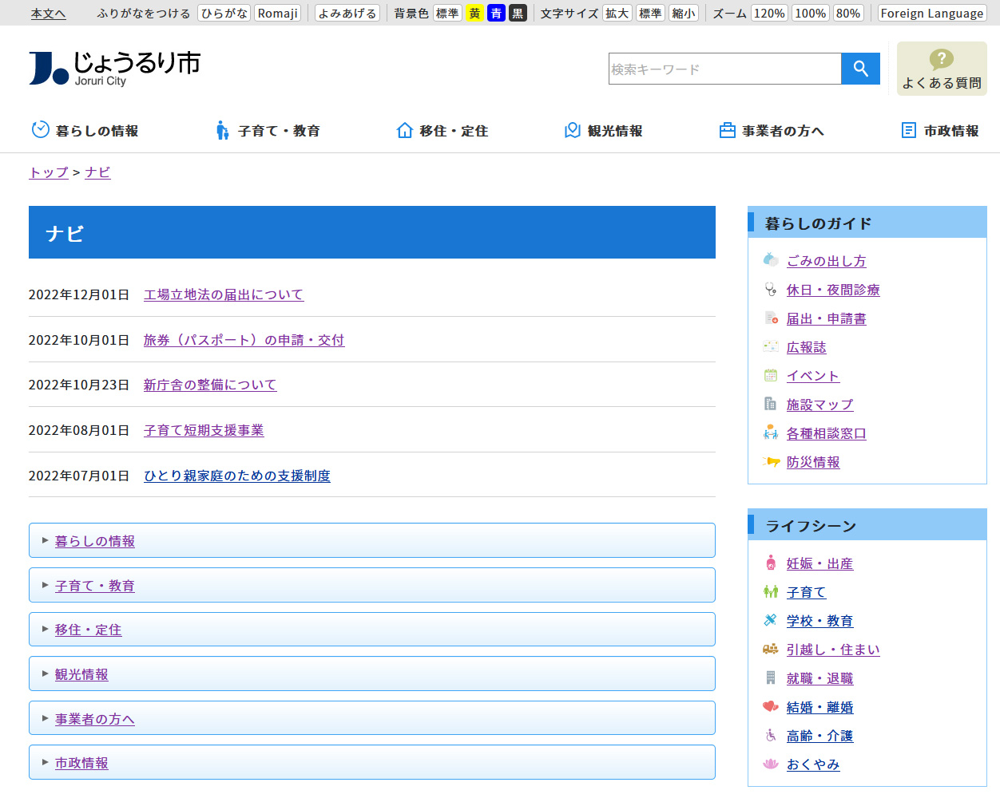 本文へ ふりがなをつける ひらがな Romaji よみあげる 背景色 標準 黄 青 黒 文字サイズ 拡大 標準 縮小 ズーム 120% 100% 80% Foreign Language
じょうるり市
Joruri City
検索キーワード
?
よくある質問
暮らしの情報 子育て・教育 移住・定住 観光情報 事業者の方へ 市政情報
トップ > ナビ
ナビ
2022年12月01日 工場立地法の届出について
2022年10月01日 旅券（パスポート）の申請・交付
2022年10月23日 新庁舎の整備について
2022年08月01日 子育て短期支援事業
2022年07月01日 ひとり親家庭のための支援制度
暮らしの情報
子育て・教育
移住・定住
観光情報
事業者の方へ
市政情報
暮らしのガイド
ごみの出し方
休日・夜間診療
届出・申請書
広報誌
イベント
施設マップ
各種相談窓口
防災情報
ライフシーン
妊娠・出産
子育て
学校・教育
引越し・住まい
就職・退職
結婚・離婚
高齢・介護
おくやみ